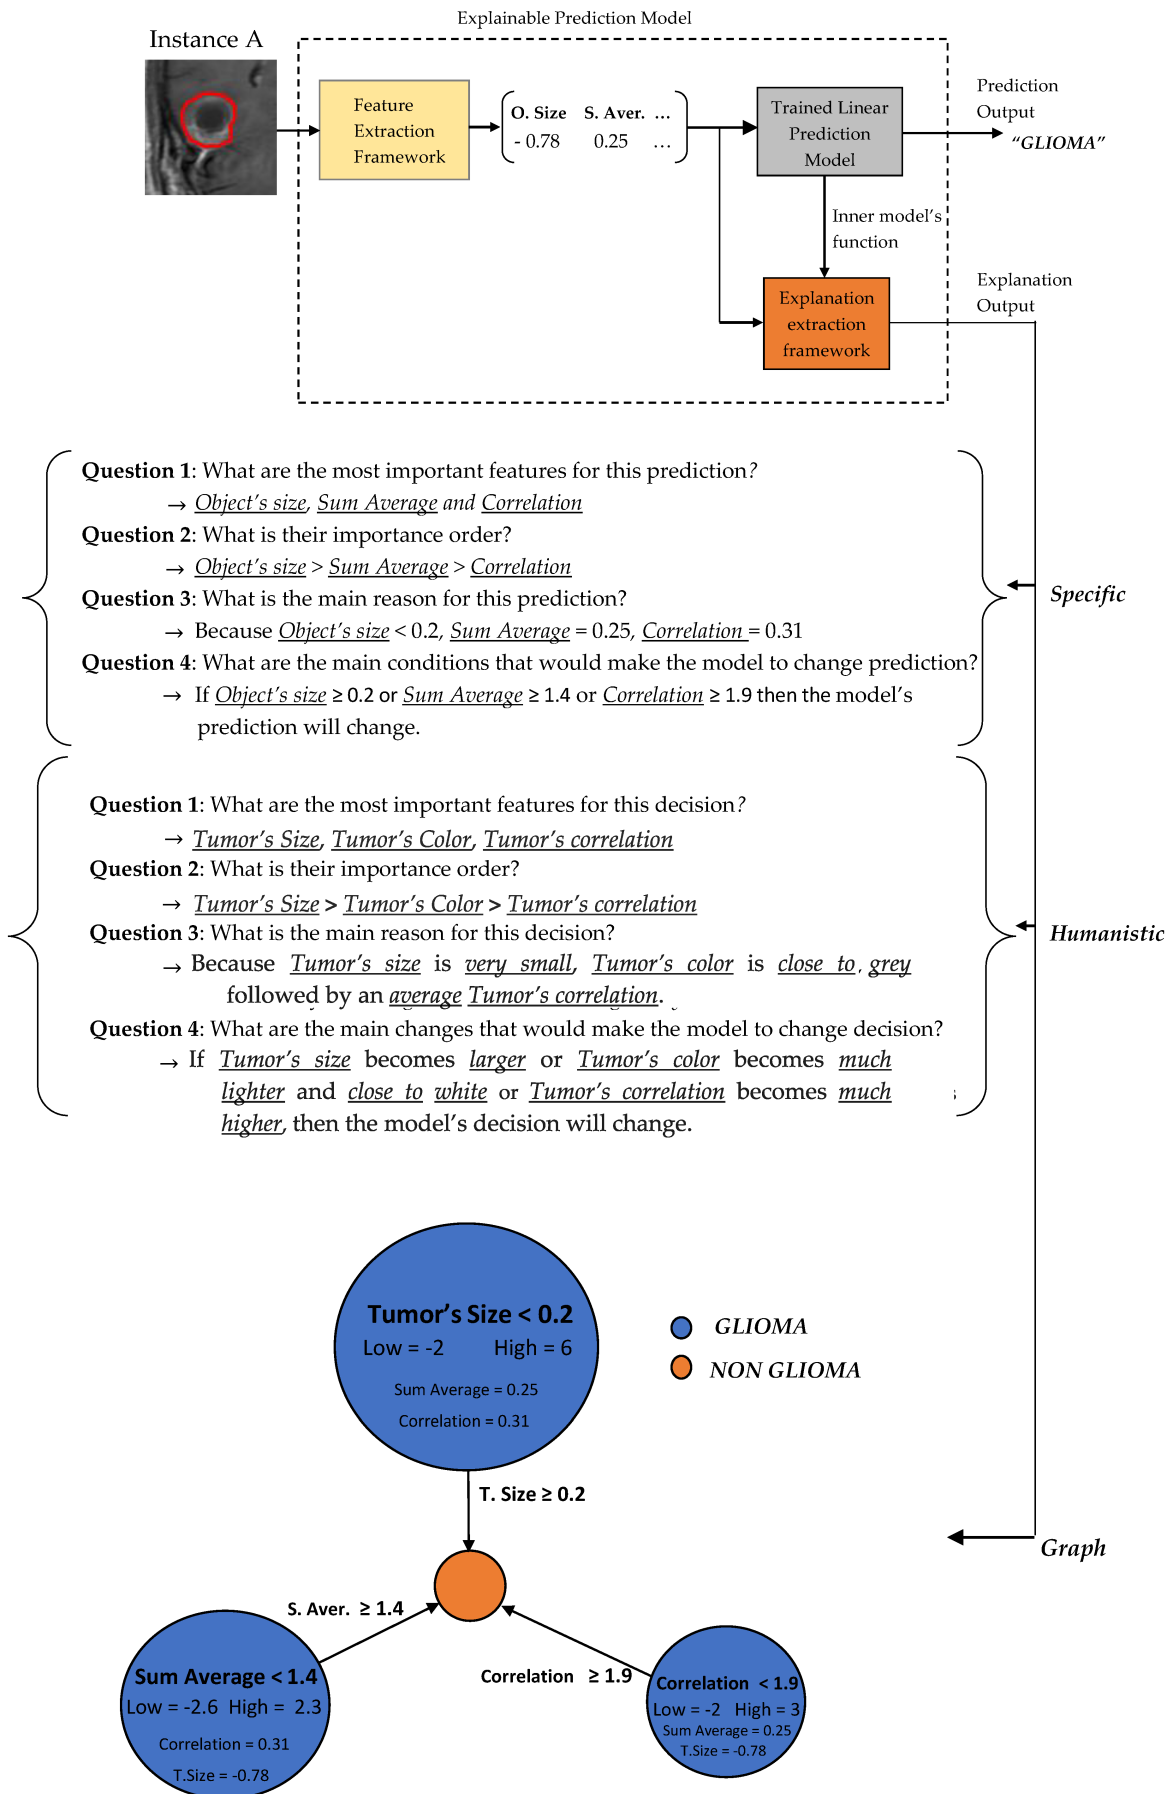 Explainable Prediction Model
Instance A
Feature
Extraction
Framework
O. Size S. Aver. ...
- 0.78 0.25 ...
Trained Linear
Prediction
Model
Prediction
Output
“GLIOMA”
Inner model’s
function
Explanation
extraction
framework
Explanation
Output
Question 1: What are the most important features for this prediction?
→ Object’s size, Sum Average and Correlation
Question 2: What is their importance order?
→ Object’s size > Sum Average > Correlation
Question 3: What is the main reason for this prediction?
→ Because Object’s size < 0.2, Sum Average = 0.25, Correlation = 0.31
Question 4: What are the main conditions that would make the model to change prediction?
→ If Object’s size ≥ 0.2 or Sum Average ≥ 1.4 or Correlation ≥ 1.9 then the model’s
prediction will change.
Specific
Question 1: What are the most important features for this decision?
→ Tumor’s Size, Tumor’s Color, Tumor’s correlation
Question 2: What is their importance order?
→ Tumor’s Size > Tumor’s Color > Tumor’s correlation
Question 3: What is the main reason for this decision?
→ Because Tumor’s size is very small, Tumor’s color is close to grey
followed by an average Tumor’s correlation.
Question 4: What are the main changes that would make the model to change decision?
→ If Tumor’s size becomes larger or Tumor’s color becomes much
lighter and close to white or Tumor’s correlation becomes much
higher, then the model’s decision will change.
Humanistic
Tumor’s Size < 0.2
Low = -2 High = 6
Sum Average = 0.25
Correlation = 0.31
GLIOMA
NON GLIOMA
T. Size ≥ 0.2
Graph
S. Aver. ≥ 1.4
Correlation ≥ 1.9
Sum Average < 1.4
Low = -2.6 High = 2.3
Correlation = 0.31
T.Size = -0.78
Correlation < 1.9
Low = -2 High = 3
Sum Average = 0.25
T.Size = -0.78